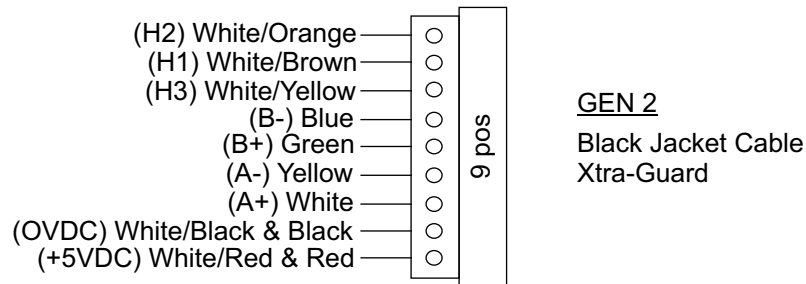 (H2) White/Orange
(H1) White/Brown
(H3) White/Yellow
(B-) Blue
(B+) Green
(A-) Yellow
(A+) White
(OVDC) White/Black & Black
(+5VDC) White/Red & Red
9 pos
GEN 2
Black Jacket Cable
Xtra-Guard